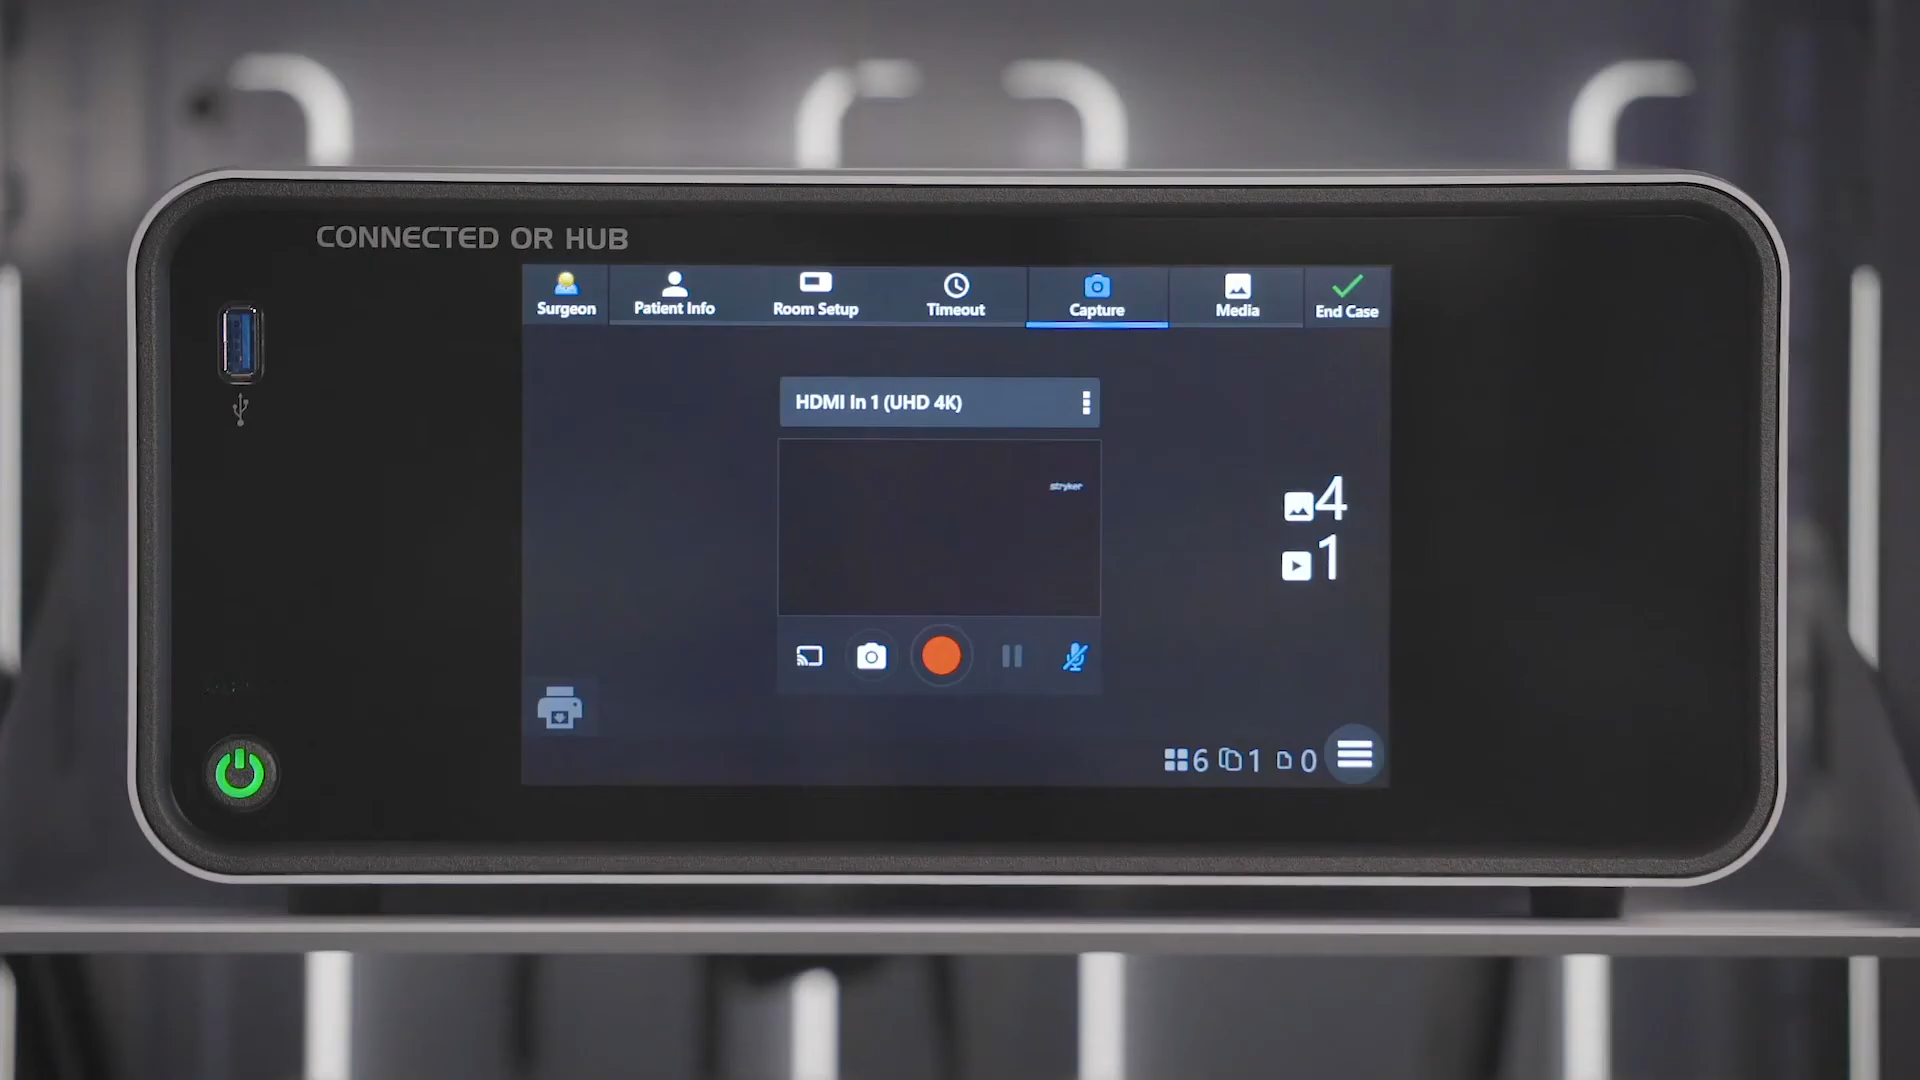 CONNECTED OR HUB
Surgeon
Patient Info
Room Setup
Timeout
Capture
Media
End Case
HDMI In 1 (UHD 4K)
stryker
4
1
6 1 0